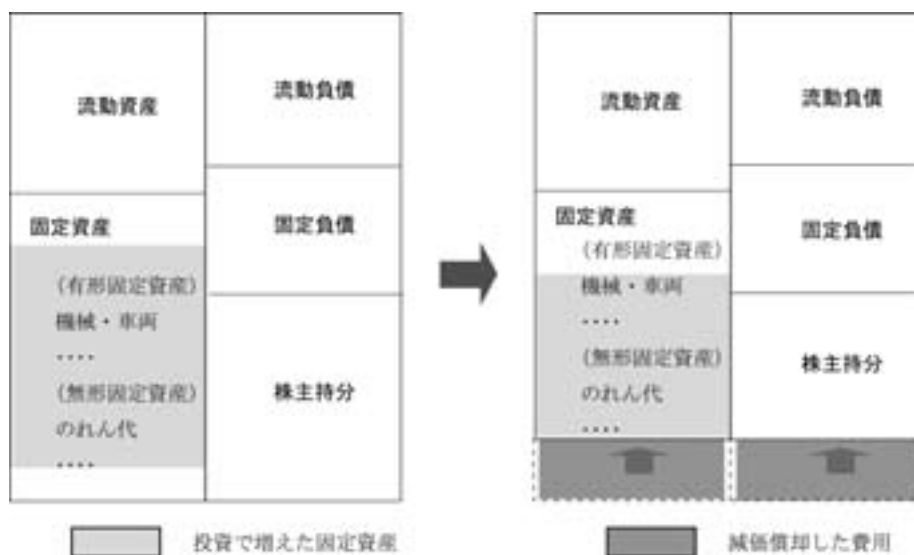 流動資産
流動負債
固定資産
(有形固定資産)
機械・車両
‥‥
(無形固定資産)
のれん代
‥‥
固定負債
株主持分
流動資産
流動負債
固定資産
(有形固定資産)
機械・車両
‥‥
(無形固定資産)
のれん代
‥‥
固定負債
株主持分
投資で増えた固定資産
減価償却した費用